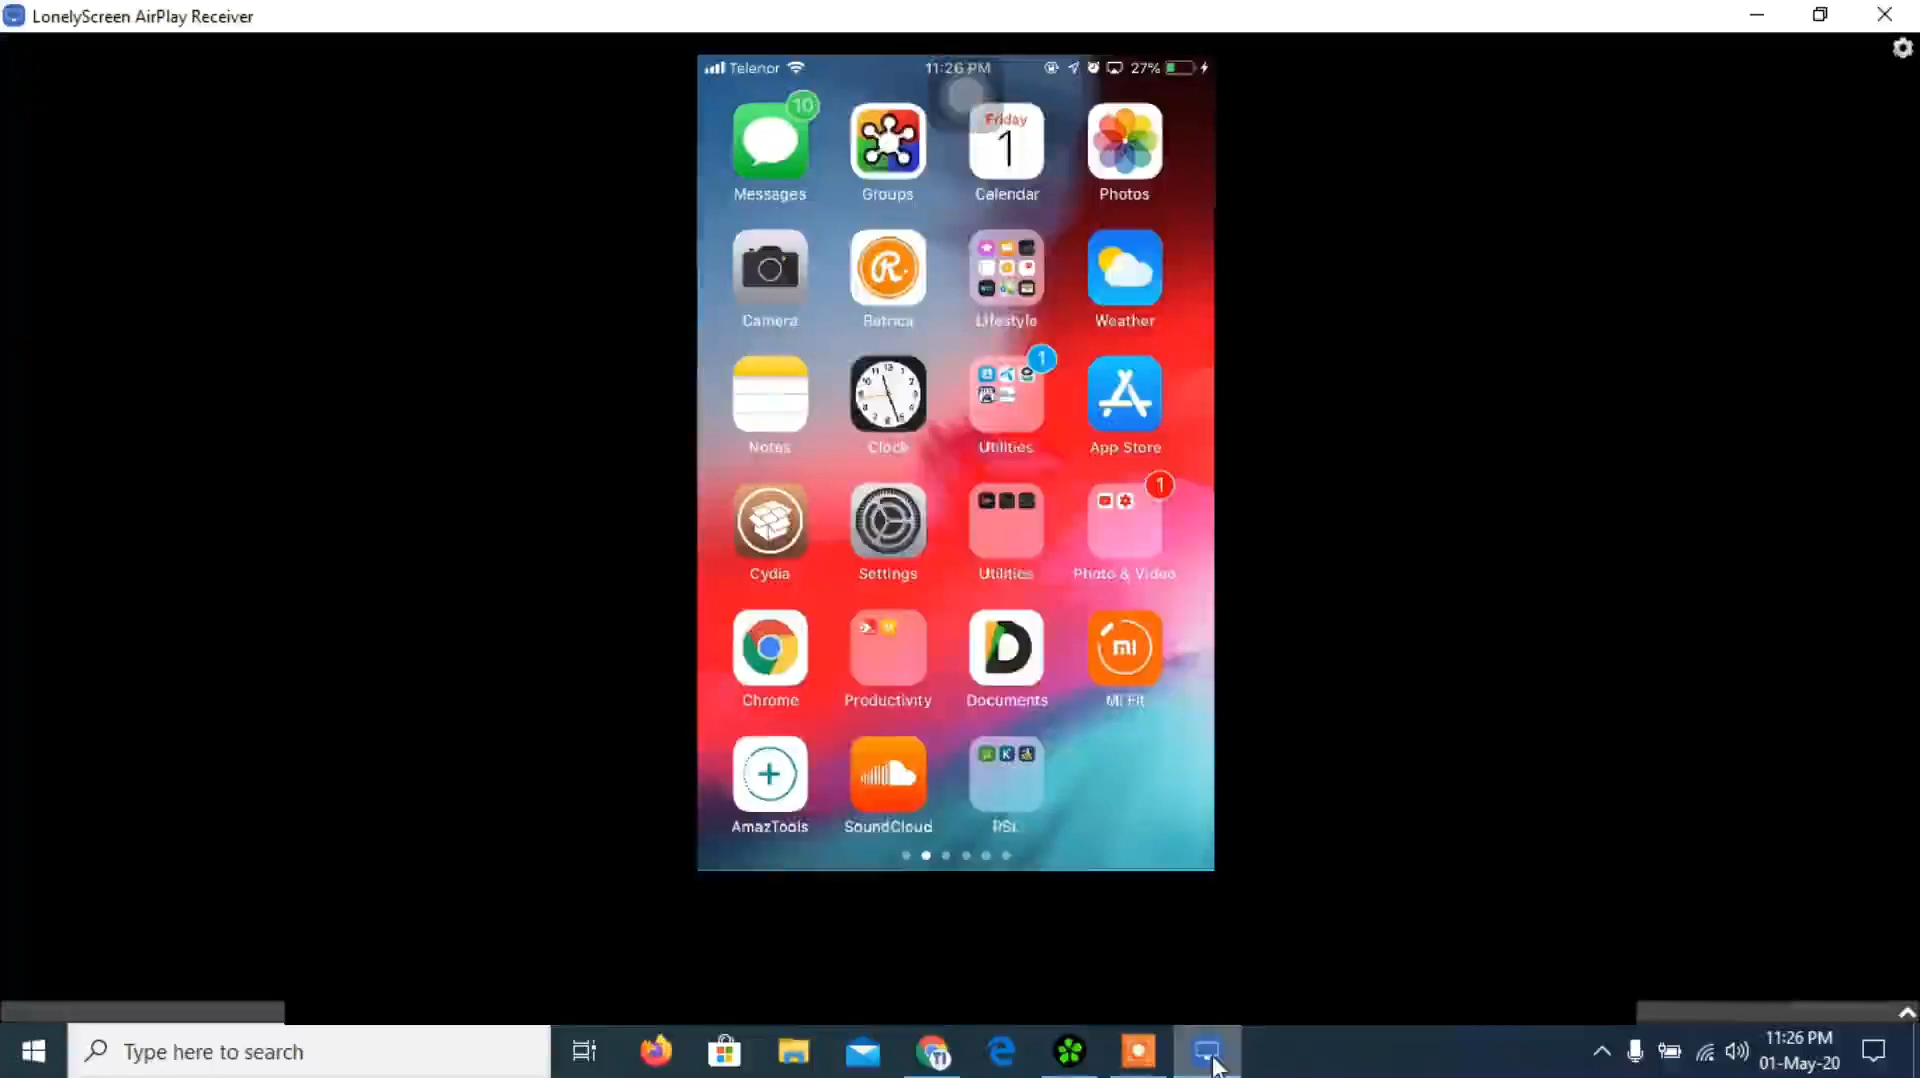 LonelyScreen AirPlay Receiver
Telenor 11:26 PM 27%
10
Friday
1
Messages Groups Calendar Photos
Camera Retrica Lifestyle Weather
1
Notes Clock Utilities App Store
1
Cydia Settings Utilities Photo & Video
MI
Chrome Productivity Documents Mi Fit
AmazTools SoundCloud
Type here to search
11:26 PM
01-May-20